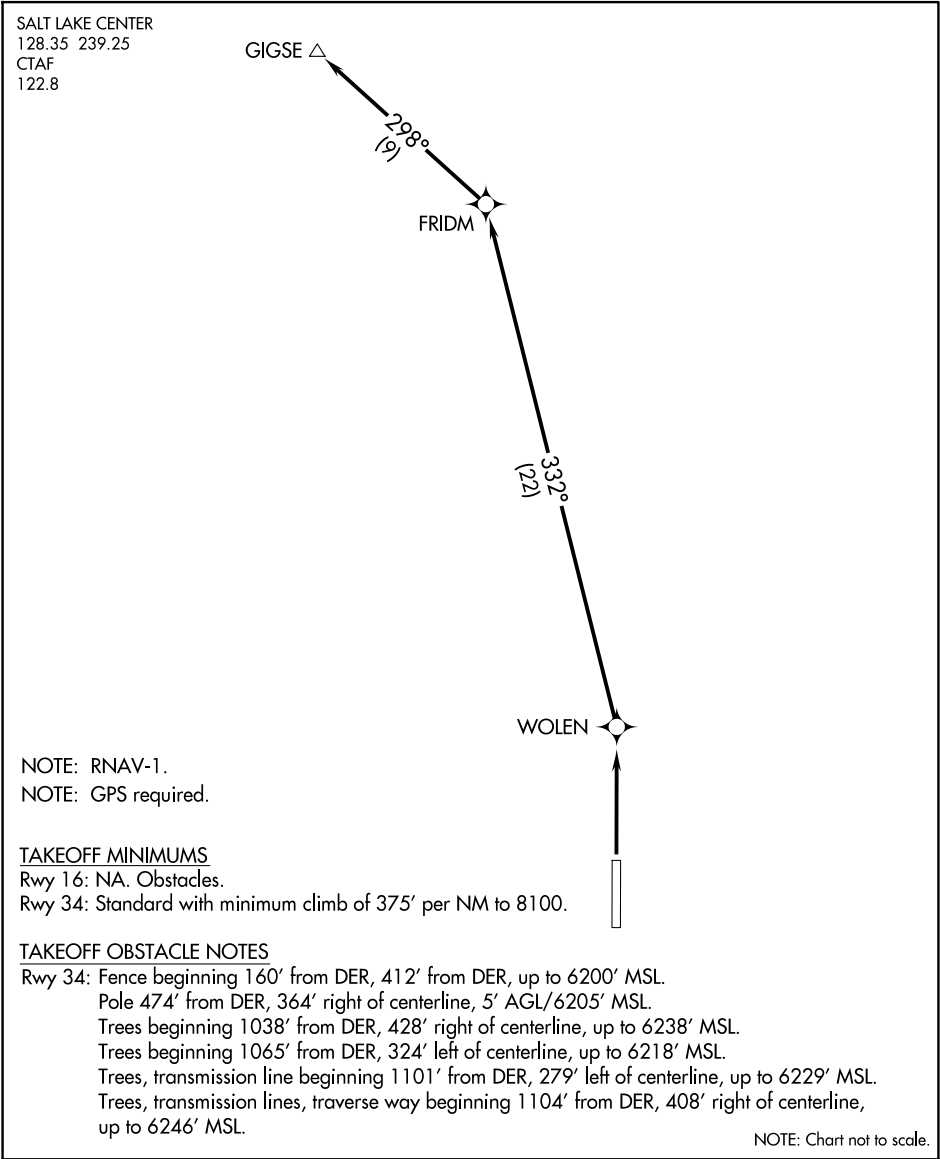 SALT LAKE CENTER
128.35 239.25
CTAF
122.8
GIGSE
298°
(9)
FRIDM
332°
(22)
WOLEN
NOTE: RNAV-1.
NOTE: GPS required.
TAKEOFF MINIMUMS
Rwy 16: NA. Obstacles.
Rwy 34: Standard with minimum climb of 375' per NM to 8100.
TAKEOFF OBSTACLE NOTES
Rwy 34: Fence beginning 160' from DER, 412' from DER, up to 6200' MSL.
Pole 474' from DER, 364' right of centerline, 5' AGL/6205' MSL.
Trees beginning 1038' from DER, 428' right of centerline, up to 6238' MSL.
Trees beginning 1065' from DER, 324' left of centerline, up to 6218' MSL.
Trees, transmission line beginning 1101' from DER, 279' left of centerline, up to 6229' MSL.
Trees, transmission lines, traverse way beginning 1104' from DER, 408' right of centerline,
up to 6246' MSL.
NOTE: Chart not to scale.